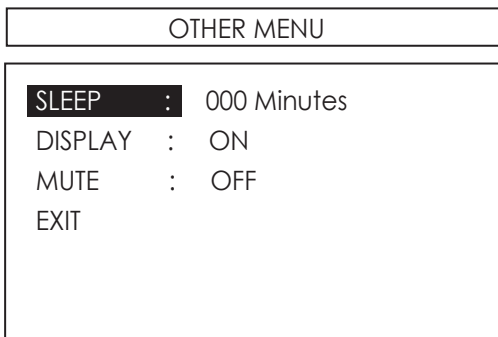 OTHER MENU
SLEEP : 000 Minutes
DISPLAY : ON
MUTE : OFF
EXIT